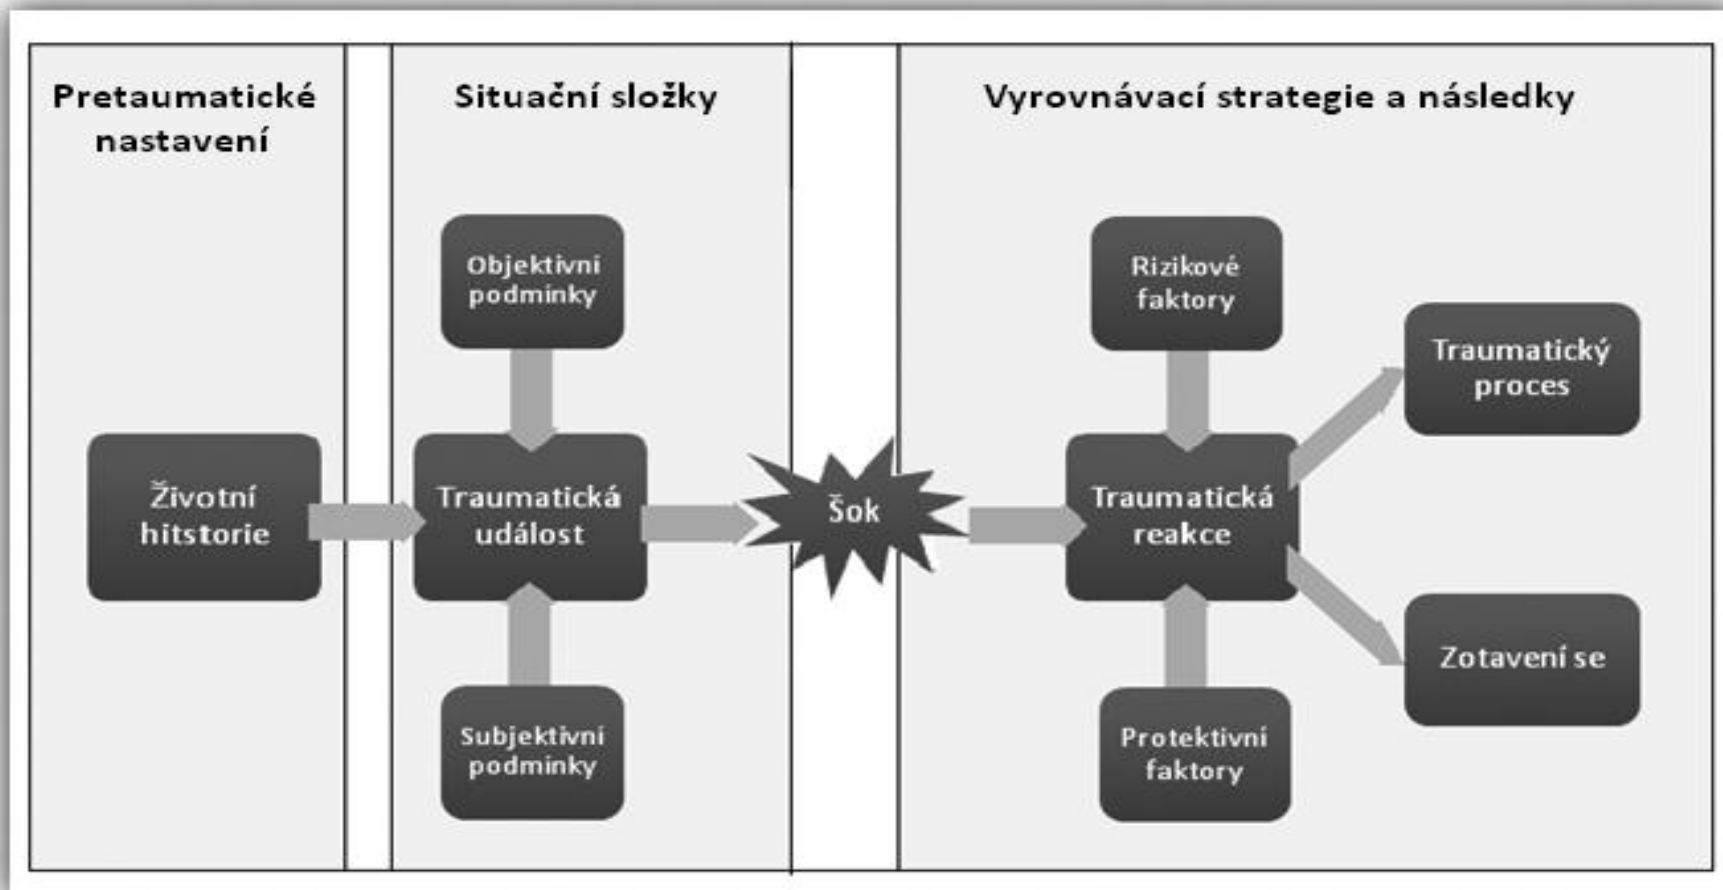 Pretaumatické
nastavení
Situační složky
Vyrovnávací strategie a následky
Objektivní
podmínky
Rizikové
faktory
Traumatický
proces
Životní
hitstorie
Traumatická
událost
Šok
Traumatická
reakce
Zotavení se
Subjektivní
podmínky
Protektivní
faktory